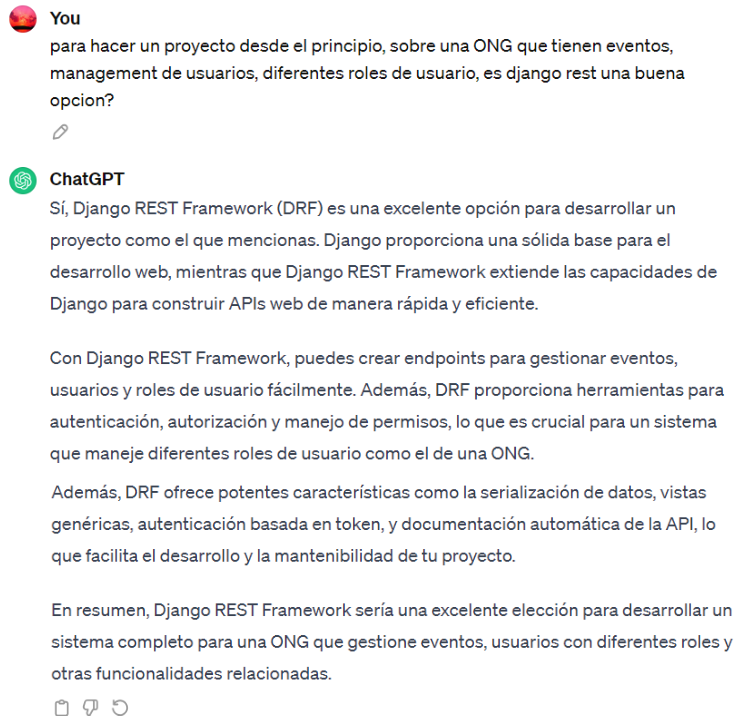 You
para hacer un proyecto desde el principio, sobre una ONG que tienen eventos,
management de usuarios, diferentes roles de usuario, es django rest una buena
opcion?
ChatGPT
Sí, Django REST Framework (DRF) es una excelente opción para desarrollar un
proyecto como el que mencionas. Django proporciona una sólida base para el
desarrollo web, mientras que Django REST Framework extiende las capacidades de
Django para construir APIs web de manera rápida y eficiente.
Con Django REST Framework, puedes crear endpoints para gestionar eventos,
usuarios y roles de usuario fácilmente. Además, DRF proporciona herramientas para
autenticación, autorización y manejo de permisos, lo que es crucial para un sistema
que maneje diferentes roles de usuario como el de una ONG.
Además, DRF ofrece potentes características como la serialización de datos, vistas
genéricas, autenticación basada en token, y documentación automática de la API, lo
que facilita el desarrollo y la mantenibilidad de tu proyecto.
En resumen, Django REST Framework sería una excelente elección para desarrollar un
sistema completo para una ONG que gestione eventos, usuarios con diferentes roles y
otras funcionalidades relacionadas.